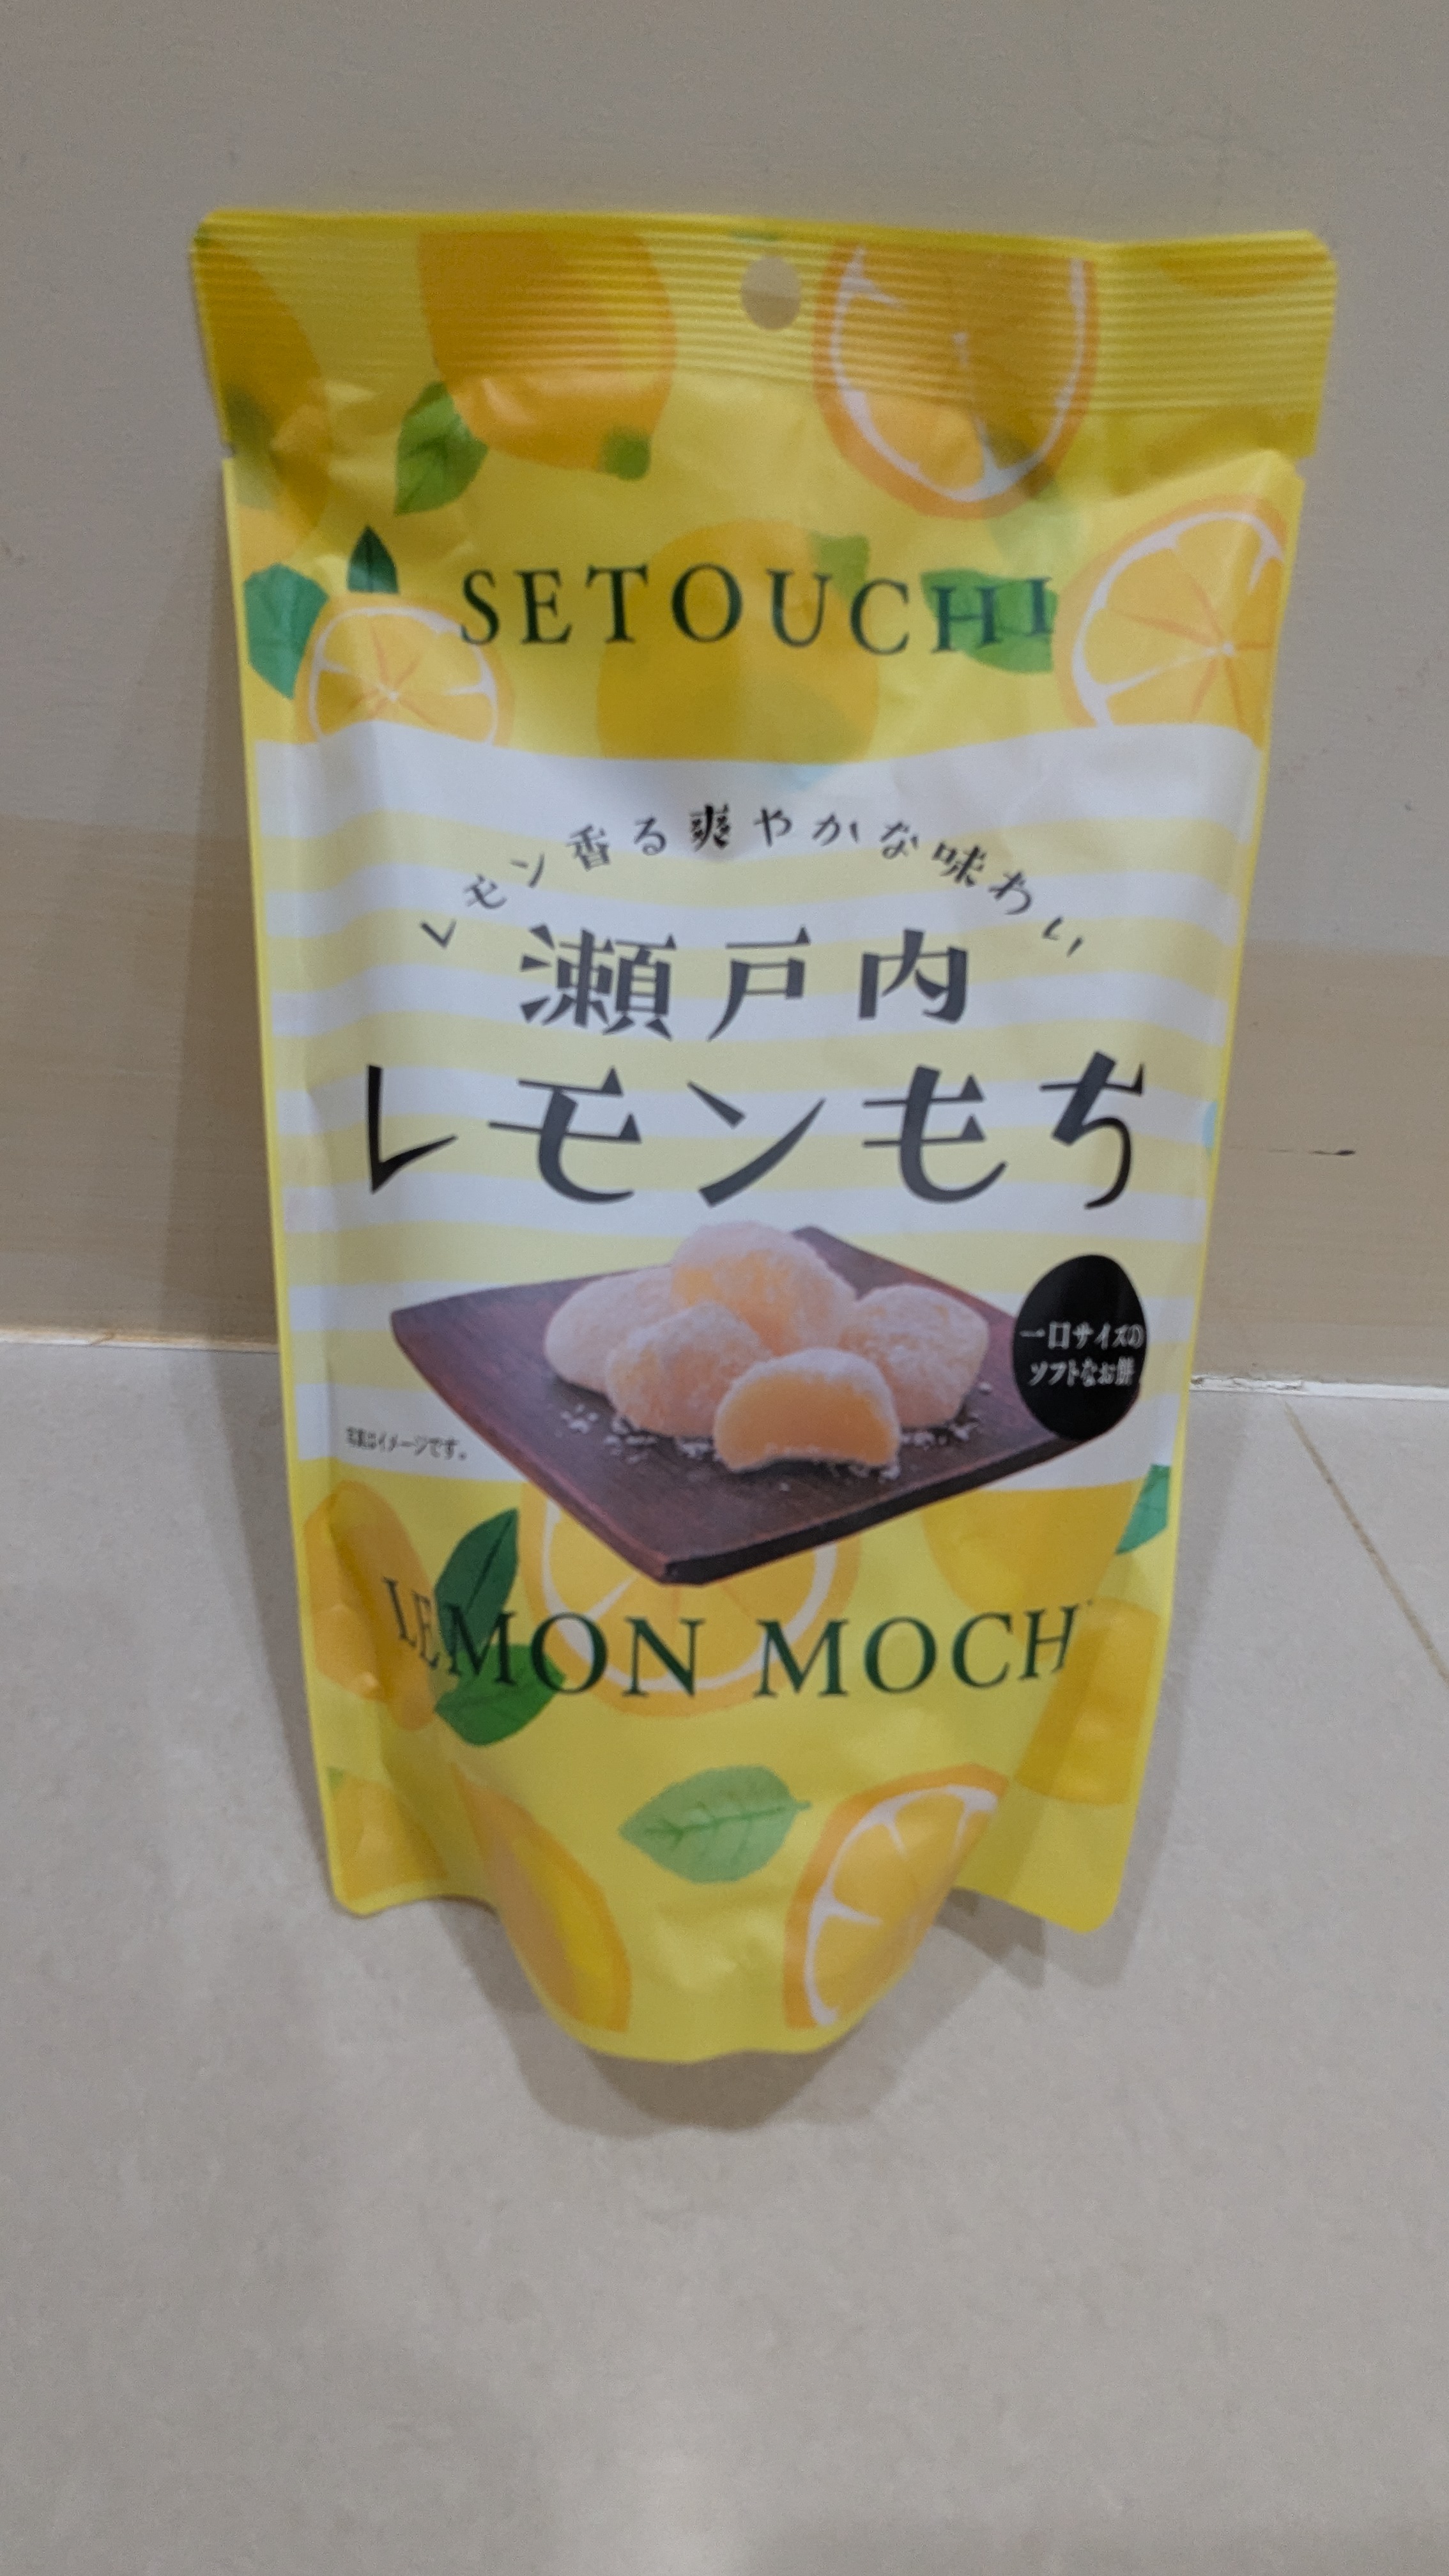 SETOUCHI
レモン香る爽やかな味わい
瀬戸内
レモンもち
一口サイズの
ソフトなお餅
写真はイメージです。
LEMON MOCHI